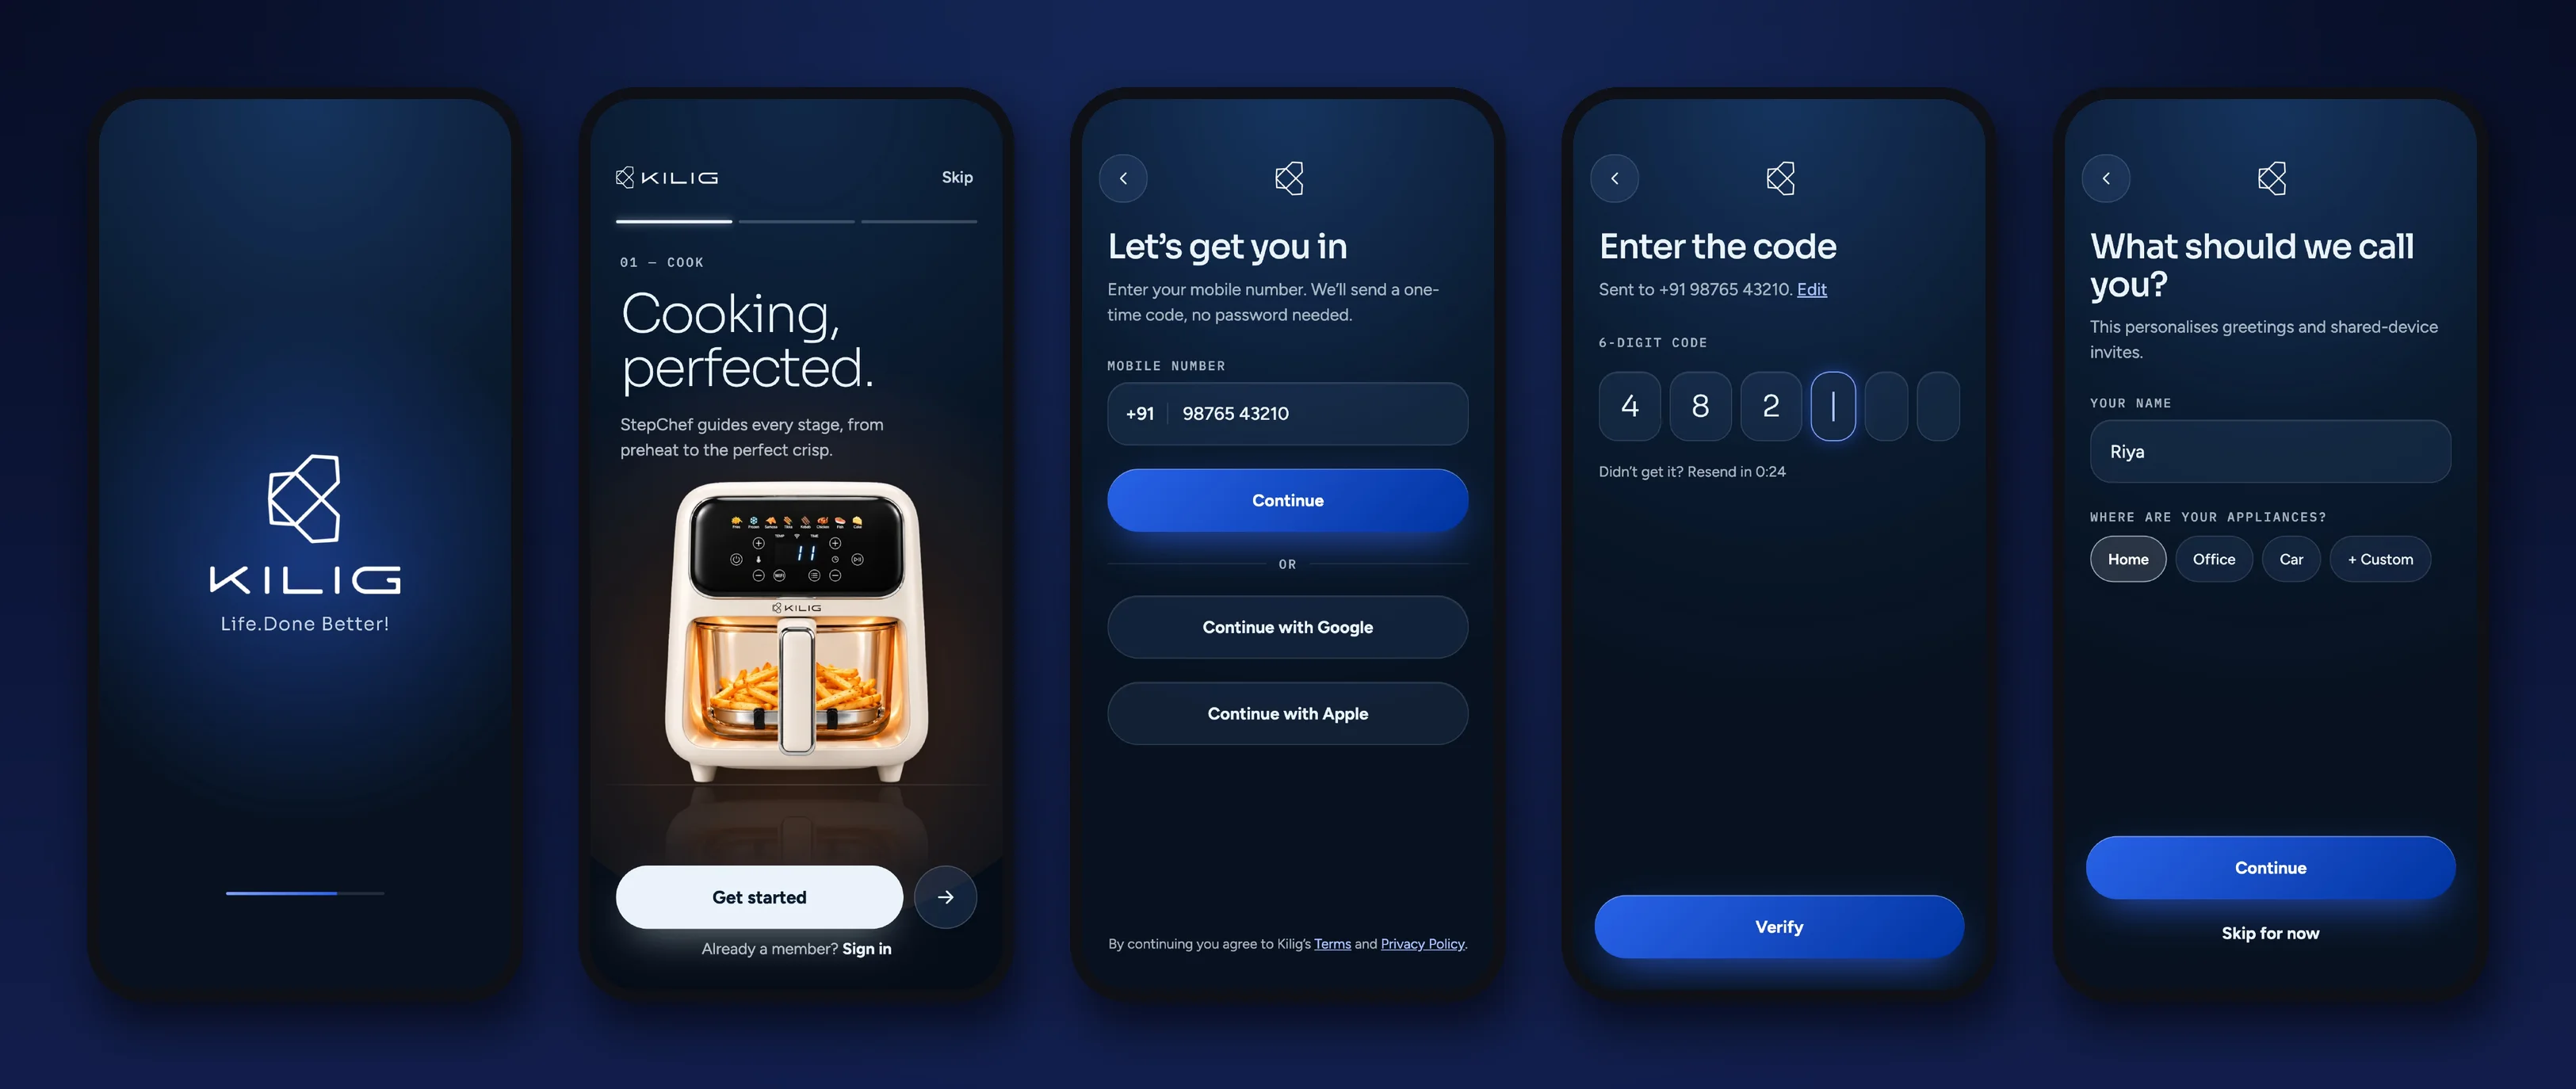 KILIG
Life.Done Better!
KILIG
Skip
01 — COOK
Cooking,
perfected.
StepChef guides every stage, from
preheat to the perfect crisp.
TEMP
TIME
11
WIFI
KILIG
Get started
Already a member? Sign in
Let's get you in
Enter your mobile number. We'll send a one-
time code, no password needed.
MOBILE NUMBER
+91 98765 43210
Continue
OR
Continue with Google
Continue with Apple
By continuing you agree to Kilig's Terms and Privacy Policy.
Enter the code
Sent to +91 98765 43210. Edit
6-DIGIT CODE
4 8 2
Didn't get it? Resend in 0:24
Verify
What should we call
you?
This personalises greetings and shared-device
invites.
YOUR NAME
Riya
WHERE ARE YOUR APPLIANCES?
Home Office Car + Custom
Continue
Skip for now